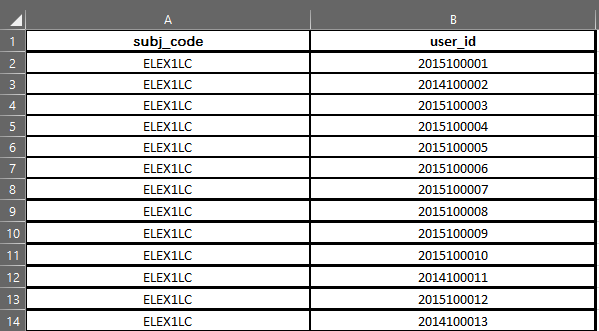 A B
1 subj_code user_id
2 ELEX1LC 2015100001
3 ELEX1LC 2014100002
4 ELEX1LC 2015100003
5 ELEX1LC 2015100004
6 ELEX1LC 2015100005
7 ELEX1LC 2015100006
8 ELEX1LC 2015100007
9 ELEX1LC 2015100008
10 ELEX1LC 2015100009
11 ELEX1LC 2015100010
12 ELEX1LC 2014100011
13 ELEX1LC 2015100012
14 ELEX1LC 2014100013